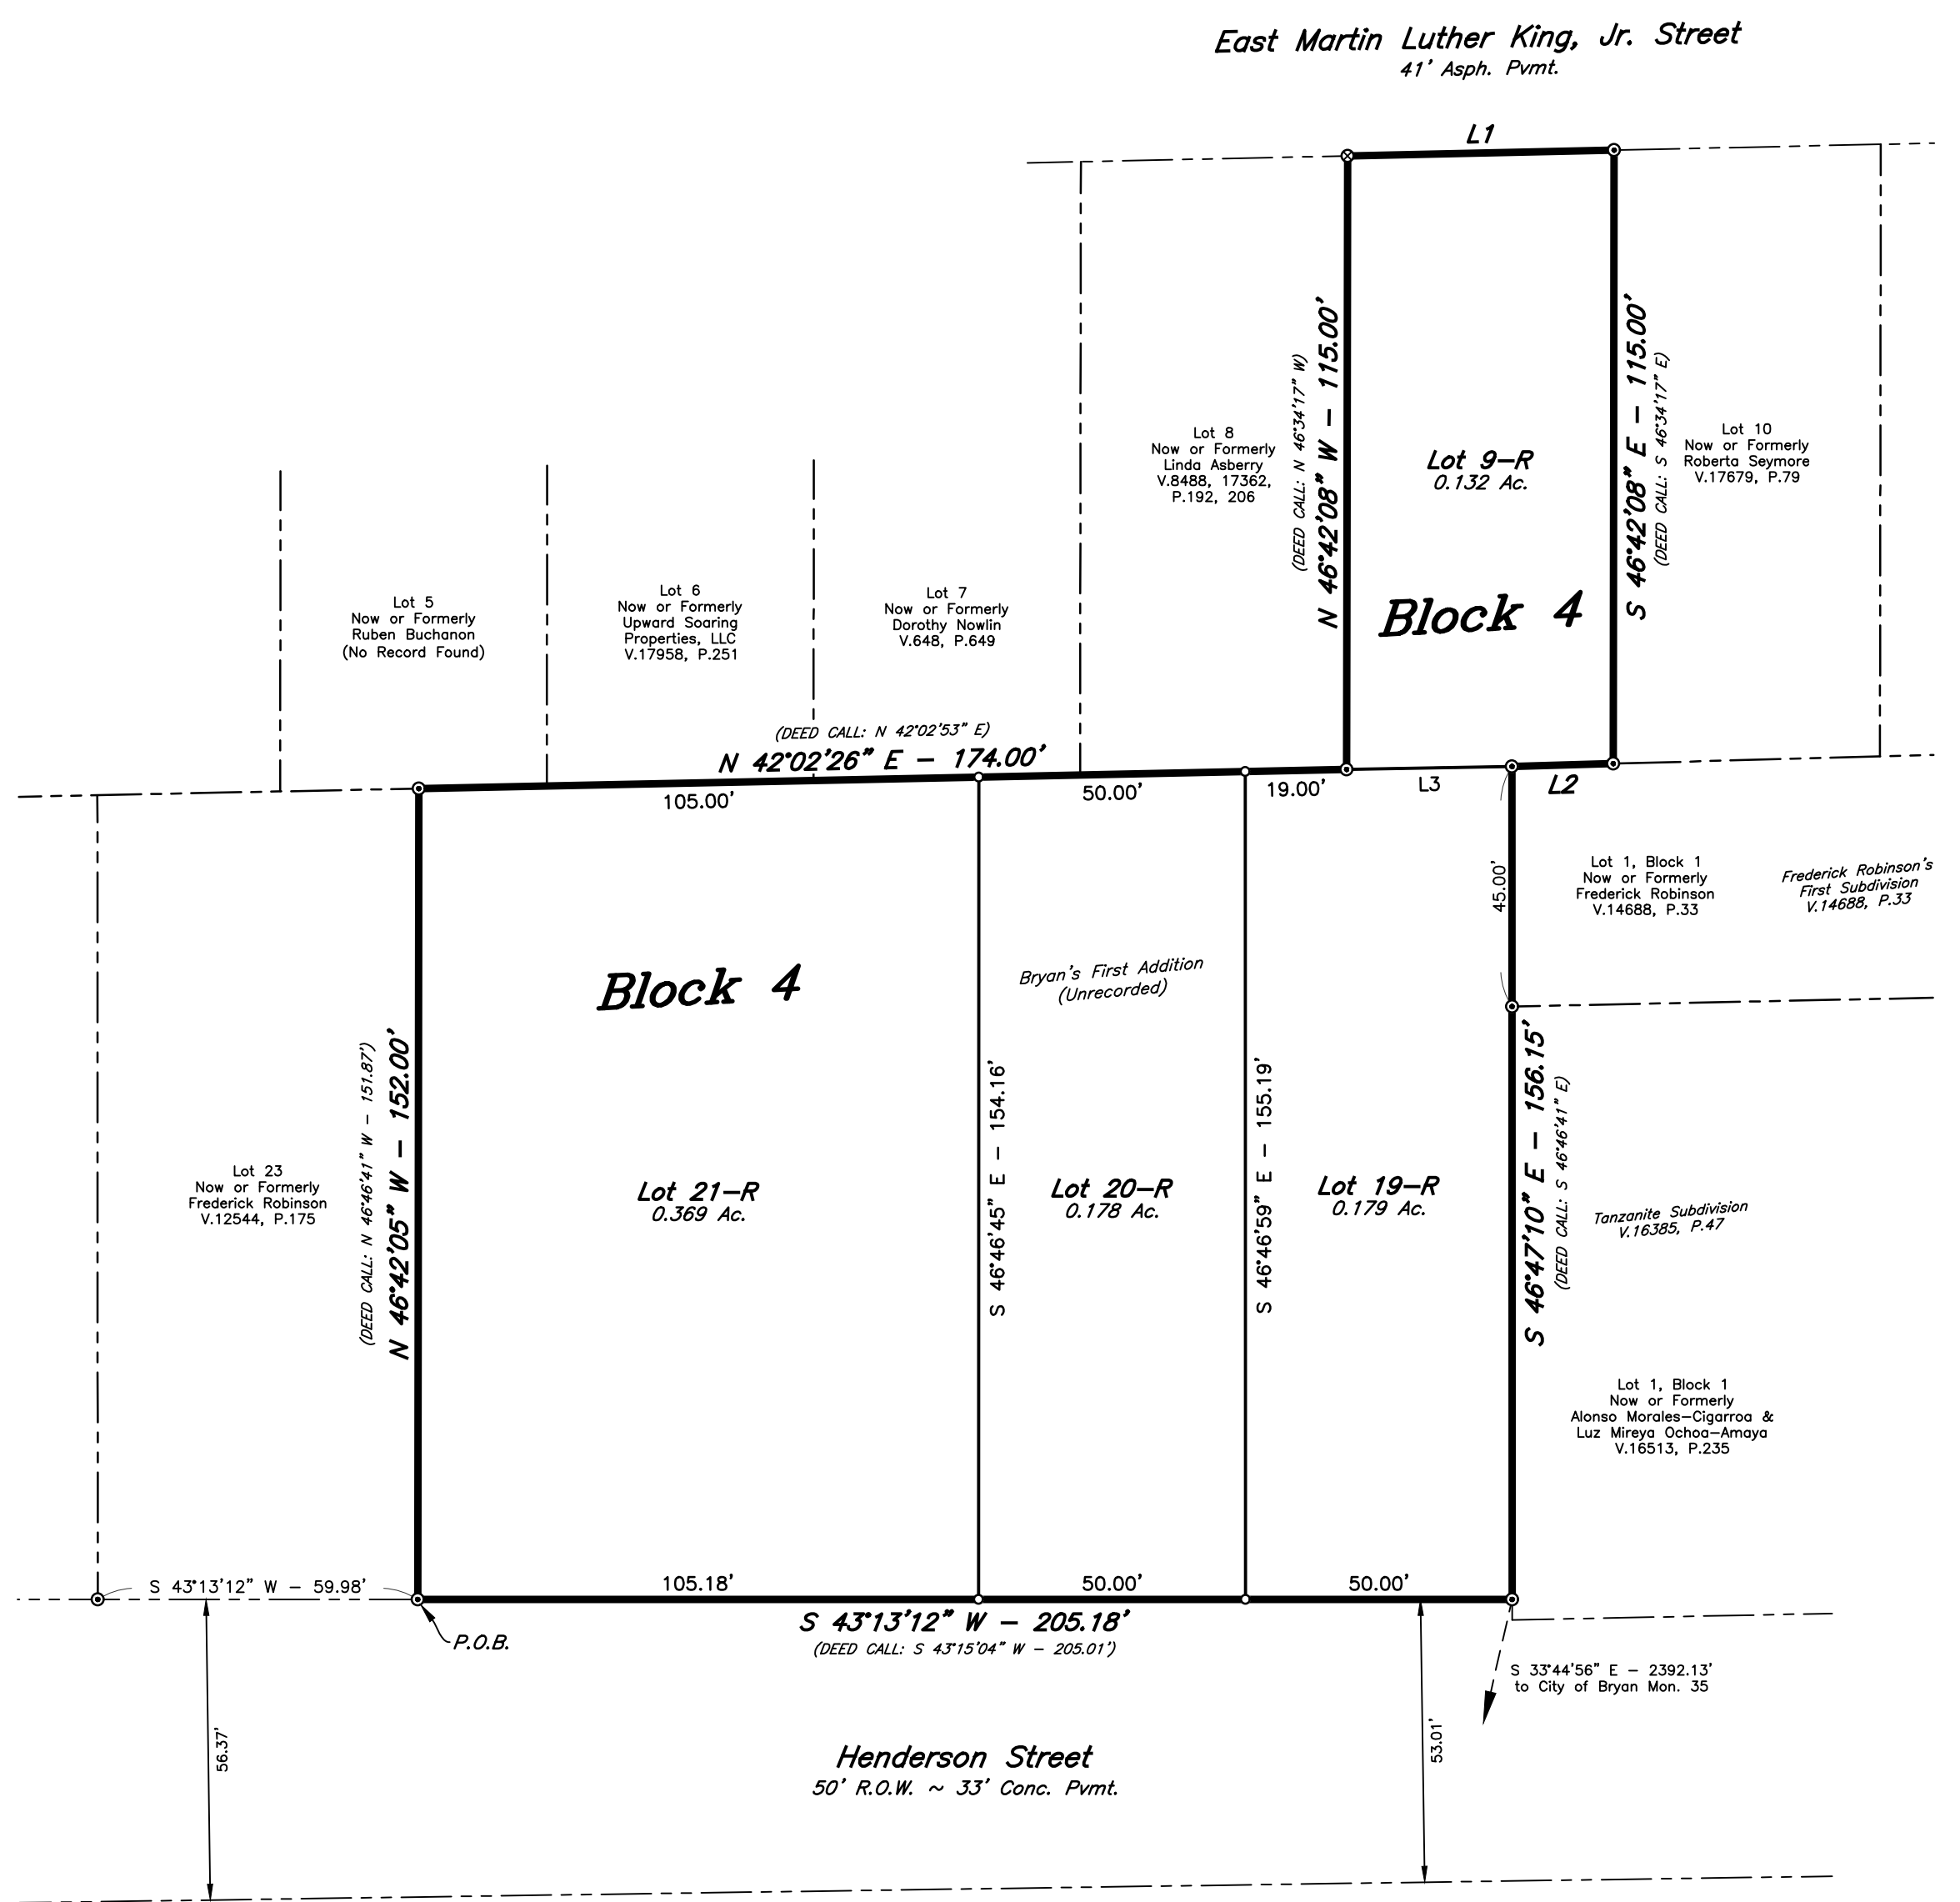 East Martin Luther King, Jr. Street
41' Asph. Pvmt.
L1
Lot 8
Now or Formerly
Linda Asberry
V.8488, 17362,
P.192, 206
(DEED CALL: N 46°34'17" W)
N 46°42'08" W - 115.00'
Lot 9-R
0.132 Ac.
Block 4
S 46°42'08" E - 115.00'
(DEED CALL: S 46°34'17" E)
Lot 10
Now or Formerly
Roberta Seymore
V.17679, P.79
Lot 5
Now or Formerly
Ruben Buchanon
(No Record Found)
Lot 6
Now or Formerly
Upward Soaring
Properties, LLC
V.17958, P.251
Lot 7
Now or Formerly
Dorothy Nowlin
V.648, P.649
(DEED CALL: N 42°02'53" E)
N 42°02'26" E - 174.00'
105.00'
50.00'
19.00'
L3
L2
45.00'
Lot 1, Block 1
Now or Formerly
Frederick Robinson
V.14688, P.33
Frederick Robinson's
First Subdivision
V.14688, P.33
Block 4
Bryan's First Addition
(Unrecorded)
Lot 23
Now or Formerly
Frederick Robinson
V.12544, P.175
(DEED CALL: N 46°46'41" W - 151.87')
N 46°42'05" W - 152.00'
Lot 21-R
0.369 Ac.
S 46°46'45" E - 154.16'
Lot 20-R
0.178 Ac.
S 46°46'59" E - 155.19'
Lot 19-R
0.179 Ac.
S 46°47'10" E - 156.15'
(DEED CALL: S 46°46'41" E)
Tanzanite Subdivision
V.16385, P.47
Lot 1, Block 1
Now or Formerly
Alonso Morales-Cigarroa &
Luz Mireya Ochoa-Amaya
V.16513, P.235
S 43°13'12" W - 59.98'
105.18'
50.00'
50.00'
S 43°13'12" W - 205.18'
(DEED CALL: S 43°15'04" W - 205.01')
P.O.B.
S 33°44'56" E - 2392.13'
to City of Bryan Mon. 35
56.37'
53.01'
Henderson Street
50' R.O.W. ~ 33' Conc. Pvmt.